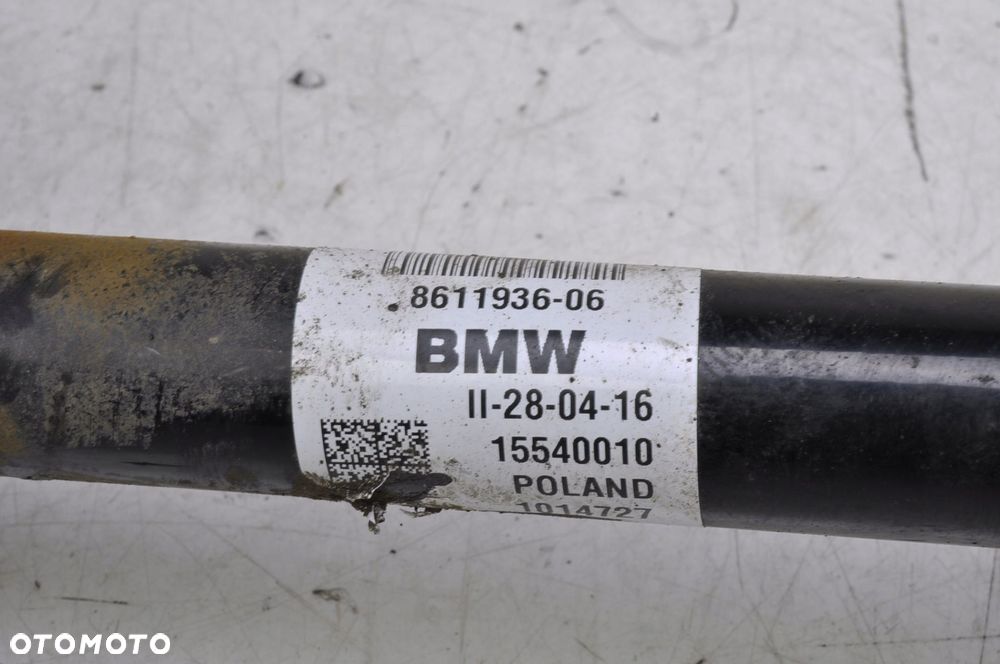 8611936-06
BMW
II-28-04-16
15540010
POLAND
1014727
OTOMOTO